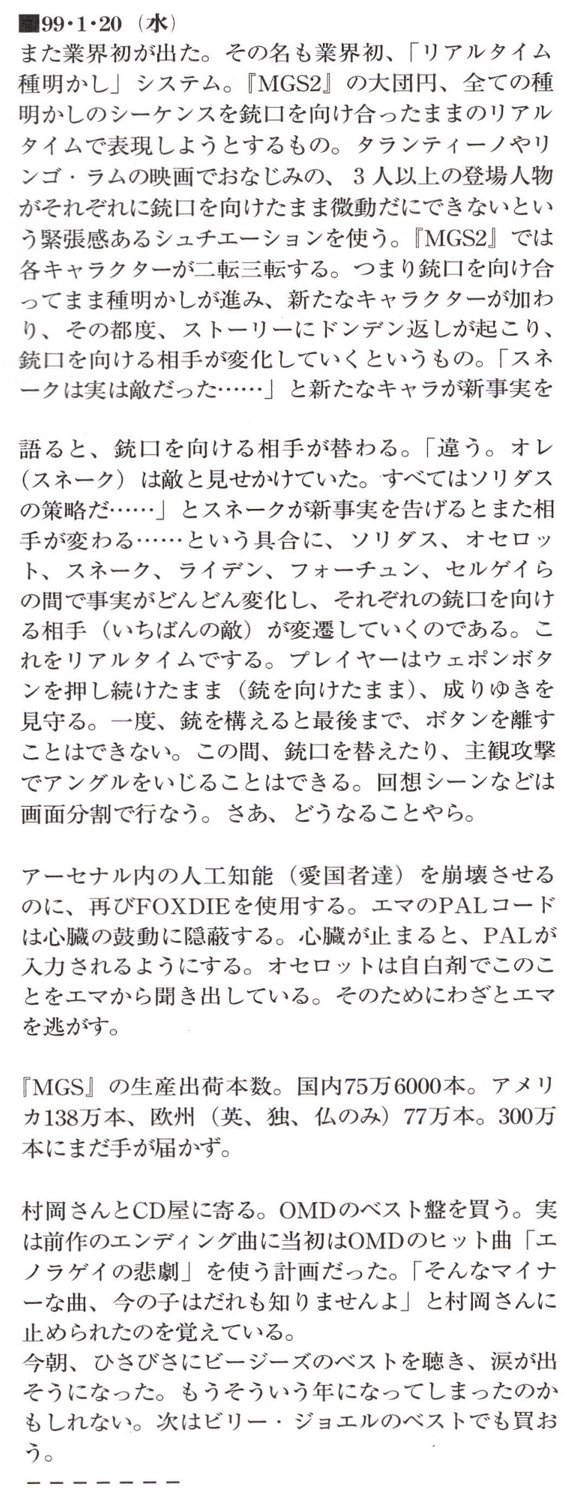 ■99・1・20（水）
また業界初が出た。その名も業界初、「リアルタイム
種明かし」システム。『MGS2』の大団円、全ての種
明かしのシーケンスを銃口を向け合ったままのリアル
タイムで表現しようとするもの。タランティーノやリ
ンゴ・ラムの映画でおなじみの、3人以上の登場人物
がそれぞれに銃口を向けたまま微動だにできないとい
う緊張感あるシュチエーションを使う。『MGS2』では
各キャラクターが二転三転する。つまり銃口を向け合
ってまま種明かしが進み、新たなキャラクターが加わ
り、その都度、ストーリーにドンデン返しが起こり、
銃口を向ける相手が変化していくというもの。「スネ
ークは実は敵だった……」と新たなキャラが新事実を
語ると、銃口を向ける相手が替わる。「違う。オレ
（スネーク）は敵と見せかけていた。すべてはソリダス
の策略だ……」とスネークが新事実を告げるとまた相
手が変わる……という具合に、ソリダス、オセロッ
ト、スネーク、ライデン、フォーチュン、セルゲイら
の間で事実がどんどん変化し、それぞれの銃口を向け
る相手（いちばんの敵）が変遷していくのである。こ
れをリアルタイムでする。プレイヤーはウェポンボタ
ンを押し続けたまま（銃を向けたまま）、成りゆきを
見守る。一度、銃を構えると最後まで、ボタンを離す
ことはできない。この間、銃口を替えたり、主観攻撃
でアングルをいじることはできる。回想シーンなどは
画面分割で行なう。さあ、どうなることやら。
アーセナル内の人工知能（愛国者達）を崩壊させる
のに、再びFOXDIEを使用する。エマのPALコード
は心臓の鼓動に隠蔽する。心臓が止まると、PALが
入力されるようにする。オセロットは自白剤でこのこ
とをエマから聞き出している。そのためにわざとエマ
を逃がす。
『MGS』の生産出荷本数。国内75万6000本。アメリ
カ138万本、欧州（英、独、仏のみ）77万本。300万
本にまだ手が届かず。
村岡さんとCD屋に寄る。OMDのベスト盤を買う。実
は前作のエンディング曲に当初はOMDのヒット曲「エ
ノラゲイの悲劇」を使う計画だった。「そんなマイナ
ーな曲、今の子はだれも知りませんよ」と村岡さんに
止められたのを覚えている。
今朝、ひさびさにビージーズのベストを聴き、涙が出
そうになった。もうそういう年になってしまったのか
もしれない。次はビリー・ジョエルのベストでも買お
う。
－－－－－－－